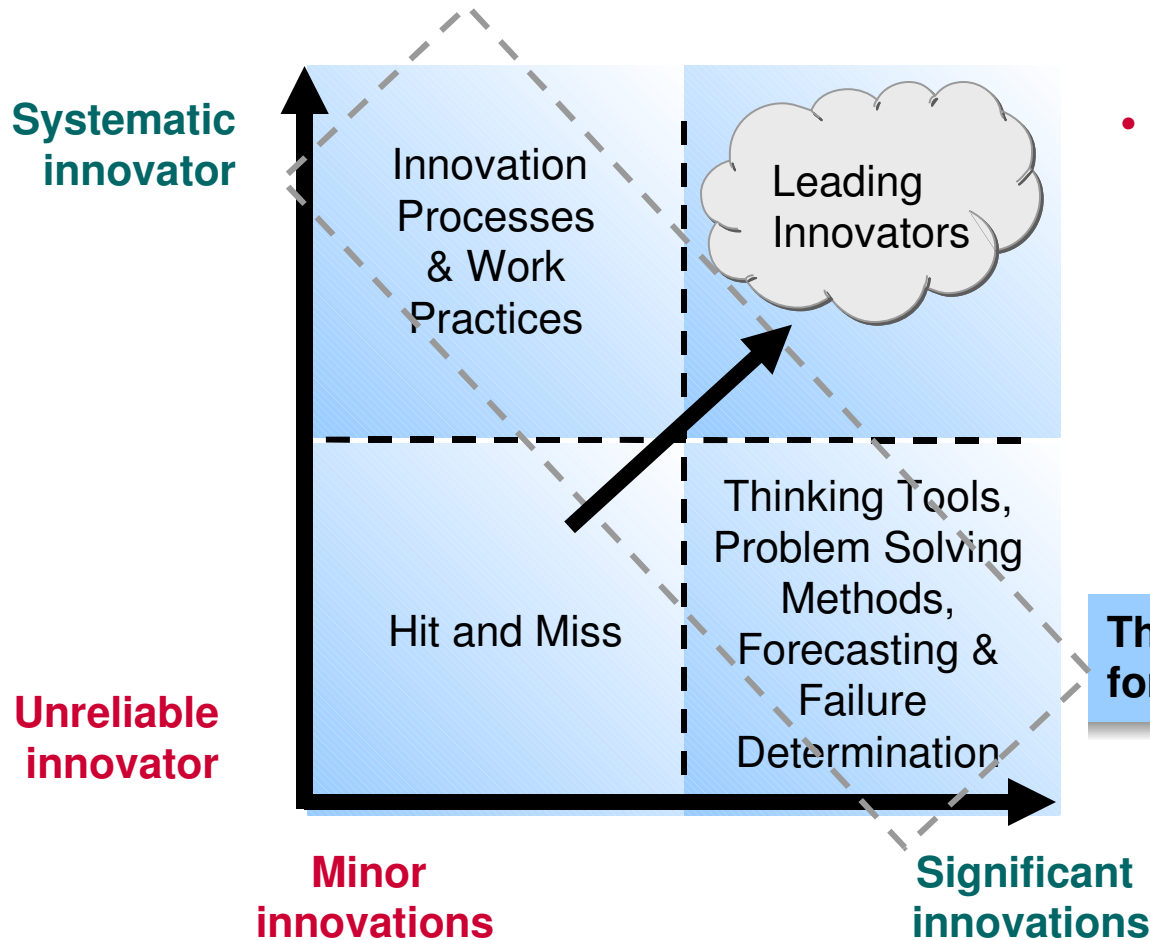 Systematic
innovator
Innovation
Processes
& Work
Practices
Leading
Innovators
•
Thinking Tools,
Problem Solving
Methods,
Forecasting &
Failure
Determination
Hit and Miss
Unreliable
innovator
Minor
innovations
Significant
innovations